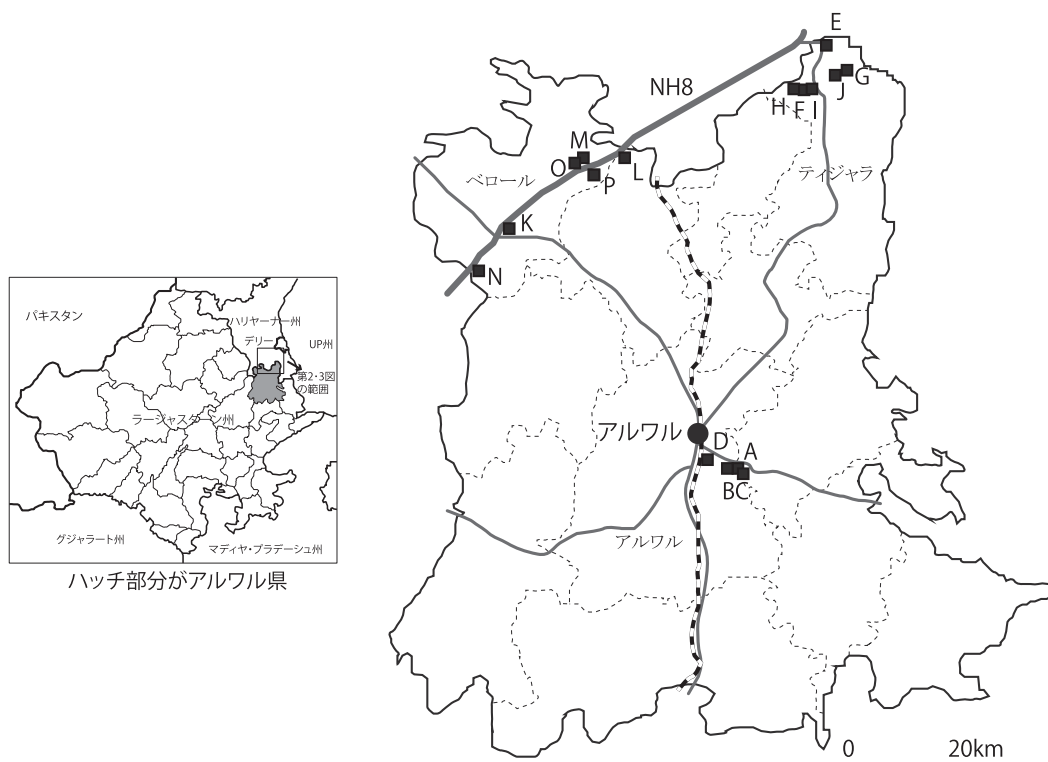 パキスタン
ハリヤーナー州
デリー
UP州
第2・3図
の範囲
ラージャスターン州
グジャラート州
マディヤ・プラデーシュ州
ハッチ部分がアルワル県
E
NH8
G
J
H F I
M
O
P
L
ベロール
ティジャラ
K
N
アルワル
D
A
BC
アルワル
0 20km